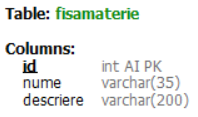 Table: fisamaterie
Columns:
id int AI PK
nume varchar(35)
descriere varchar(200)